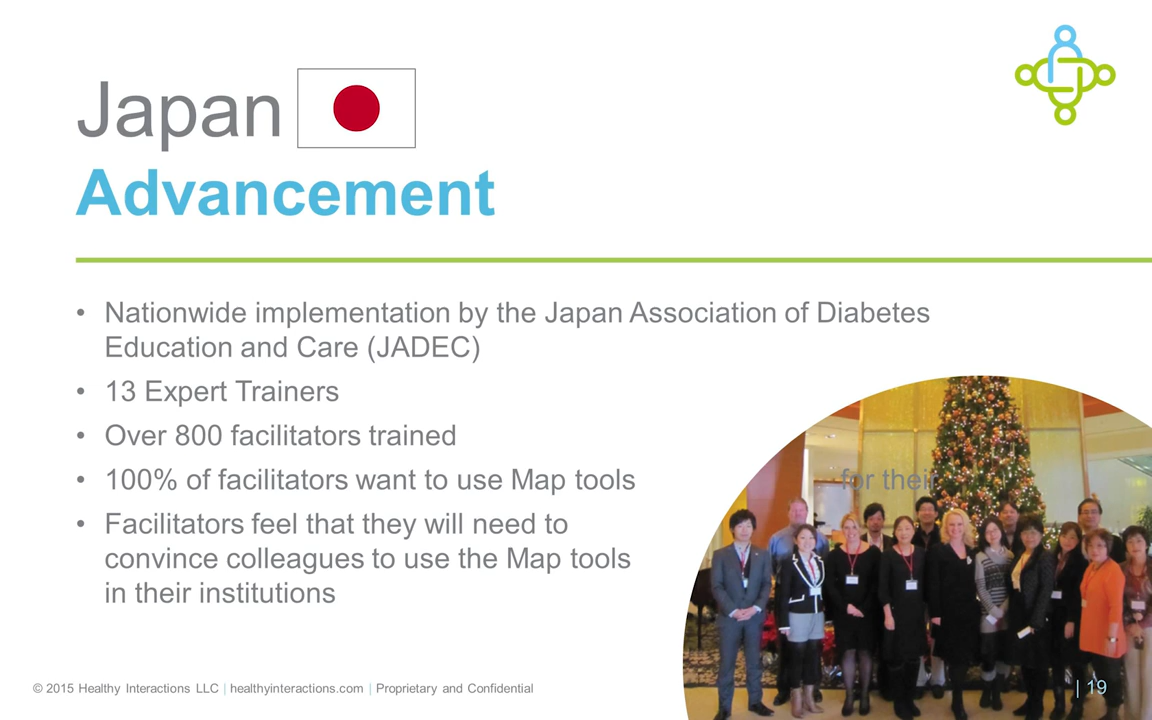 Japan
Advancement
• Nationwide implementation by the Japan Association of Diabetes
Education and Care (JADEC)
• 13 Expert Trainers
• Over 800 facilitators trained
• 100% of facilitators want to use Map tools for their
• Facilitators feel that they will need to
convince colleagues to use the Map tools
in their institutions
© 2015 Healthy Interactions LLC | healthyinteractions.com | Proprietary and Confidential
| 19